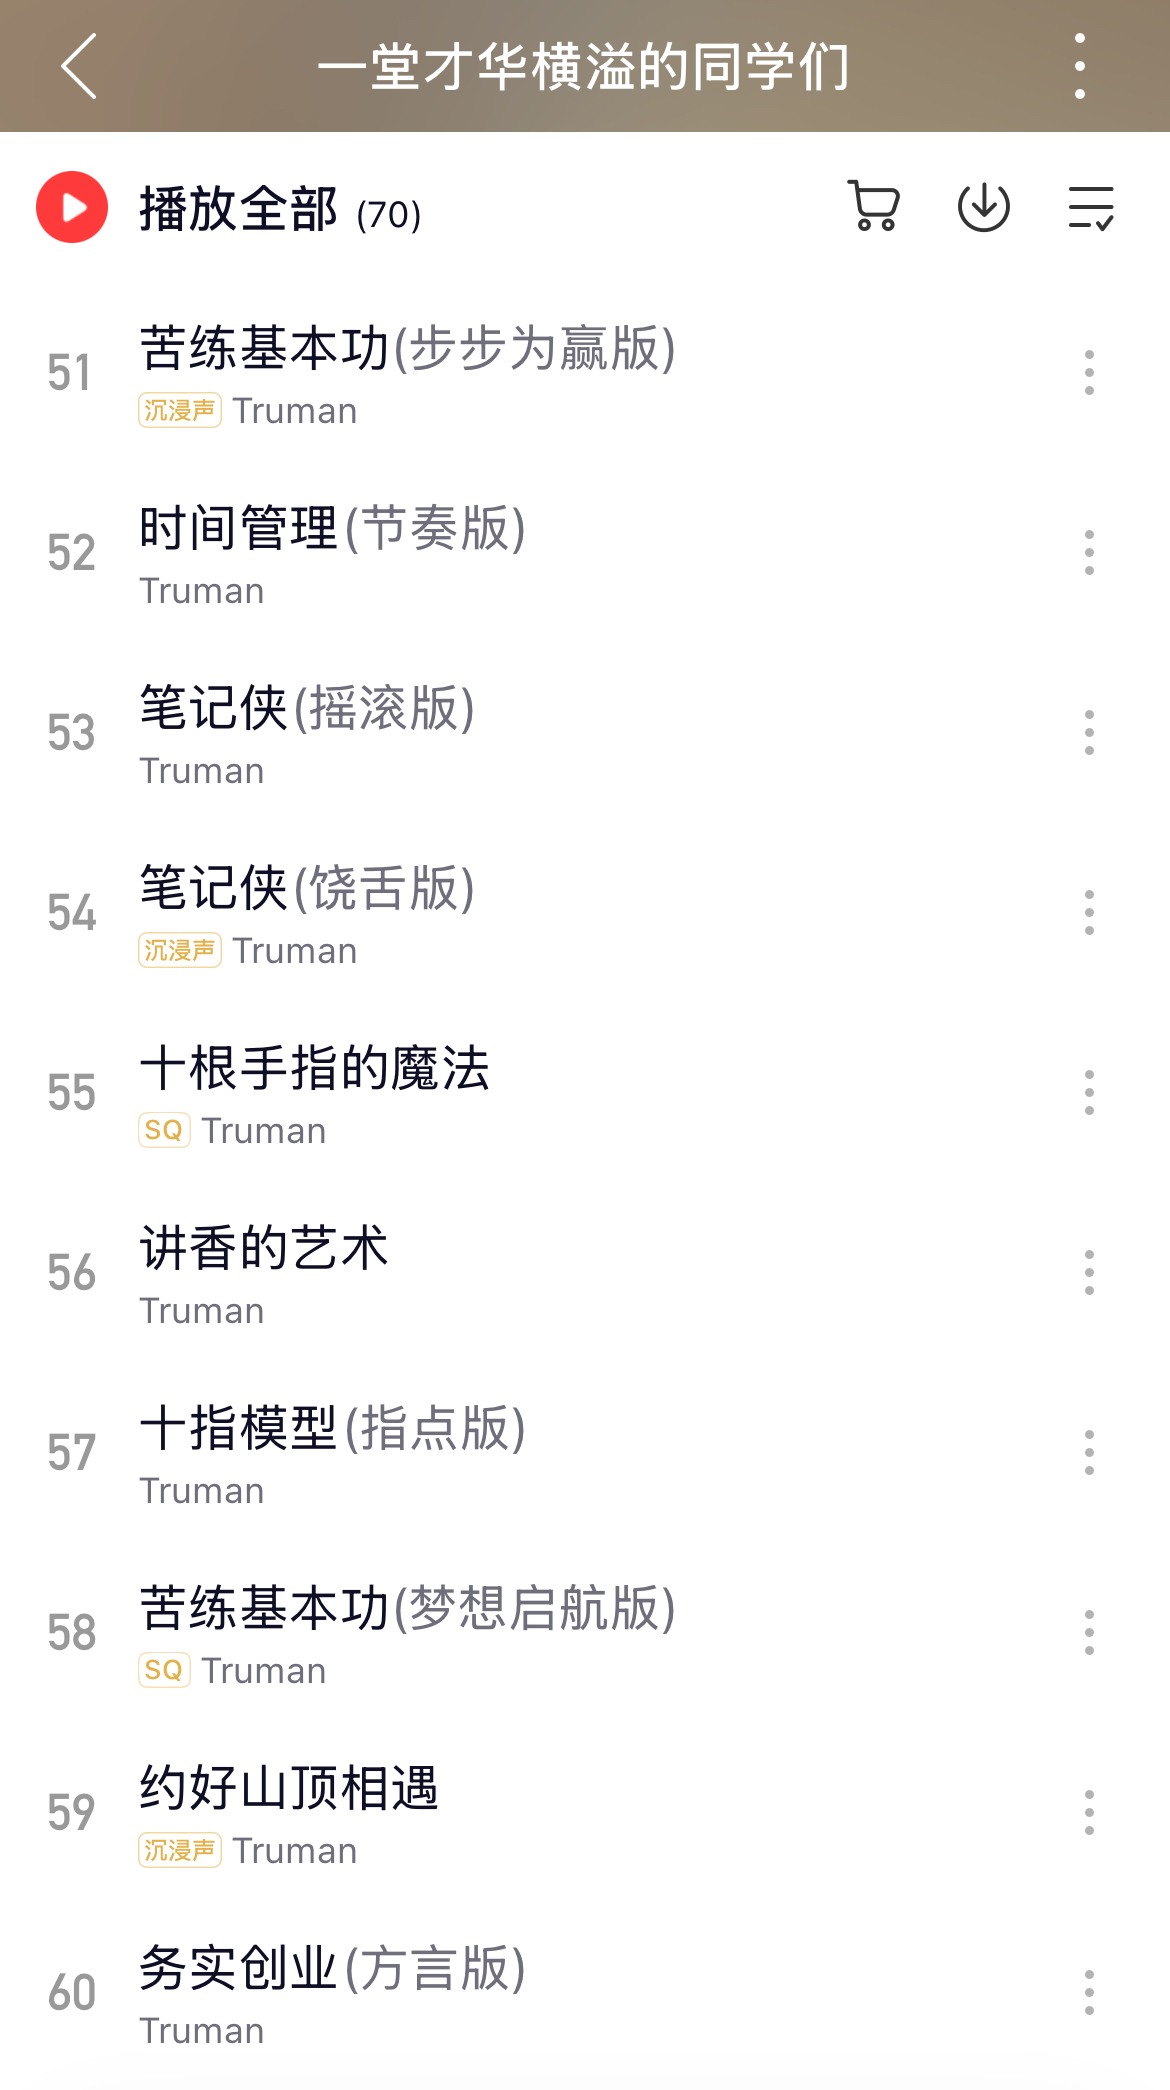 一堂才华横溢的同学们
播放全部 (70)
51
苦练基本功(步步为赢版)
沉浸声 Truman
52
时间管理(节奏版)
Truman
53
笔记侠(摇滚版)
Truman
54
笔记侠(饶舌版)
沉浸声 Truman
55
十根手指的魔法
SQ Truman
56
讲香的艺术
Truman
57
十指模型(指点版)
Truman
58
苦练基本功(梦想启航版)
SQ Truman
59
约好山顶相遇
沉浸声 Truman
60
务实创业(方言版)
Truman